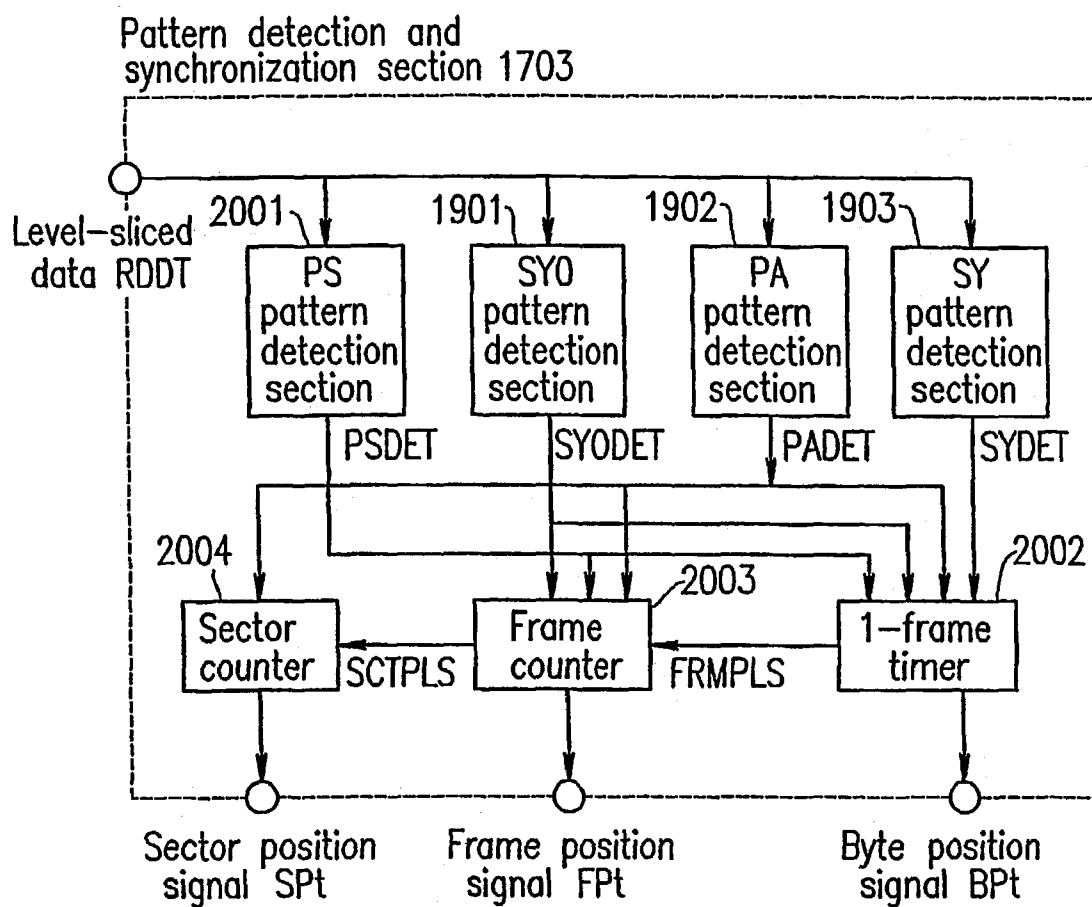 Pattern detection and
synchronization section 1703
Level-sliced
data RDDT
2001
1901
1902
1903
PS
pattern
detection
section
SY0
pattern
detection
section
PA
pattern
detection
section
SY
pattern
detection
section
PSDET
SY0DET
PADET
SYDET
2004
2003
2002
Sector
counter
SCTPLS
Frame
counter
FRMPLS
1-frame
timer
Sector position
signal SPt
Frame position
signal FPt
Byte position
signal BPt